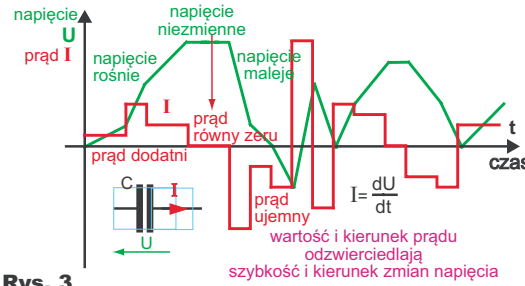 napięcie
U
prąd I
napięcie
niezmienne
napięcie
rośnie
napięcie
maleje
I
prąd
równy zeru
prąd dodatni
t
czas
C
I
U
prąd
ujemny
I= dU
dt
wartość i kierunek prądu
odzwierciedlają
szybkość i kierunek zmian napięcia
Rys. 3